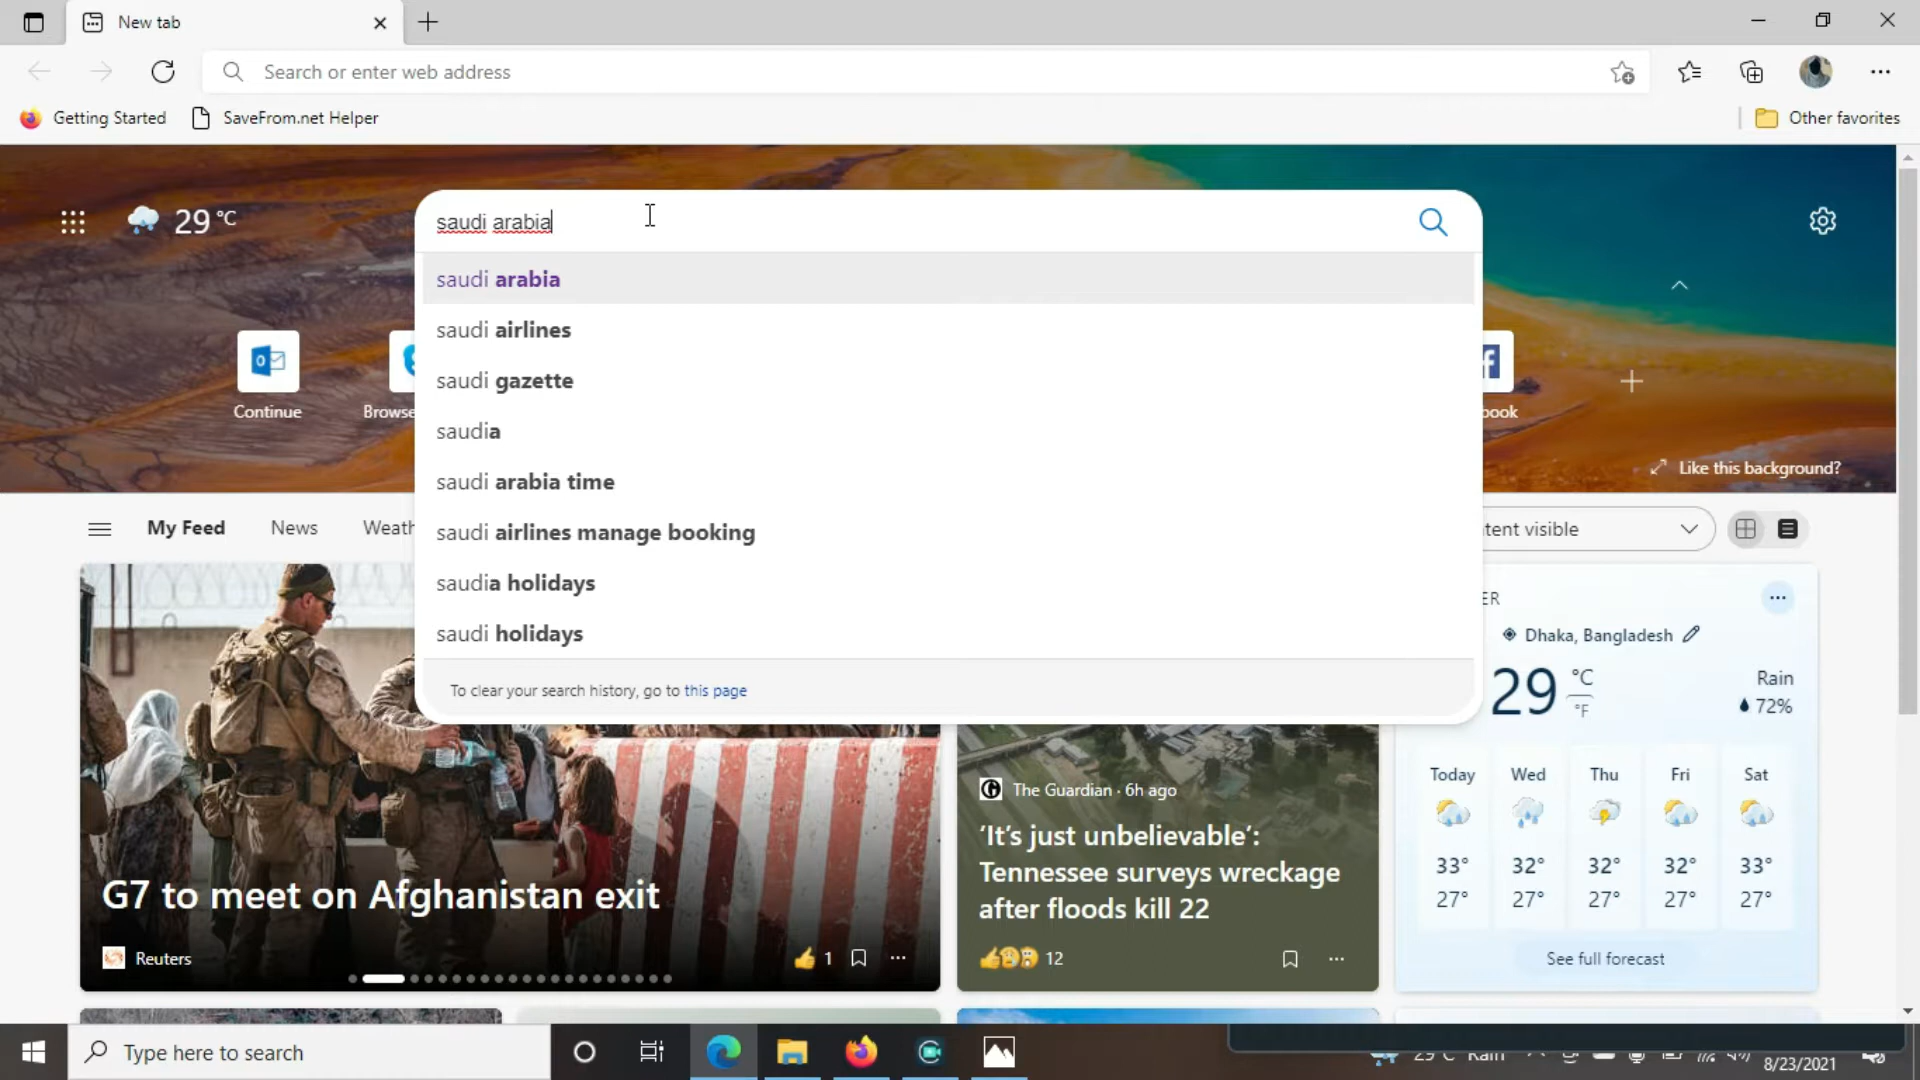 New tab
Search or enter web address
Getting Started
SaveFrom.net Helper
Other favorites
29 °C
saudi arabia
saudi arabia
saudi airlines
saudi gazette
saudia
saudi arabia time
saudi airlines manage booking
saudia holidays
saudi holidays
To clear your search history, go to this page
Continue
Browse
book
Like this background?
My Feed
News
Weath
tent visible
ER
Dhaka, Bangladesh
29 °C
°F
Rain
72%
Today Wed Thu Fri Sat
33° 32° 32° 32° 33°
27° 27° 27° 27° 27°
See full forecast
G7 to meet on Afghanistan exit
Reuters
1
The Guardian · 6h ago
‘It’s just unbelievable’:
Tennessee surveys wreckage
after floods kill 22
12
Type here to search
29°C Rain
8/23/2021